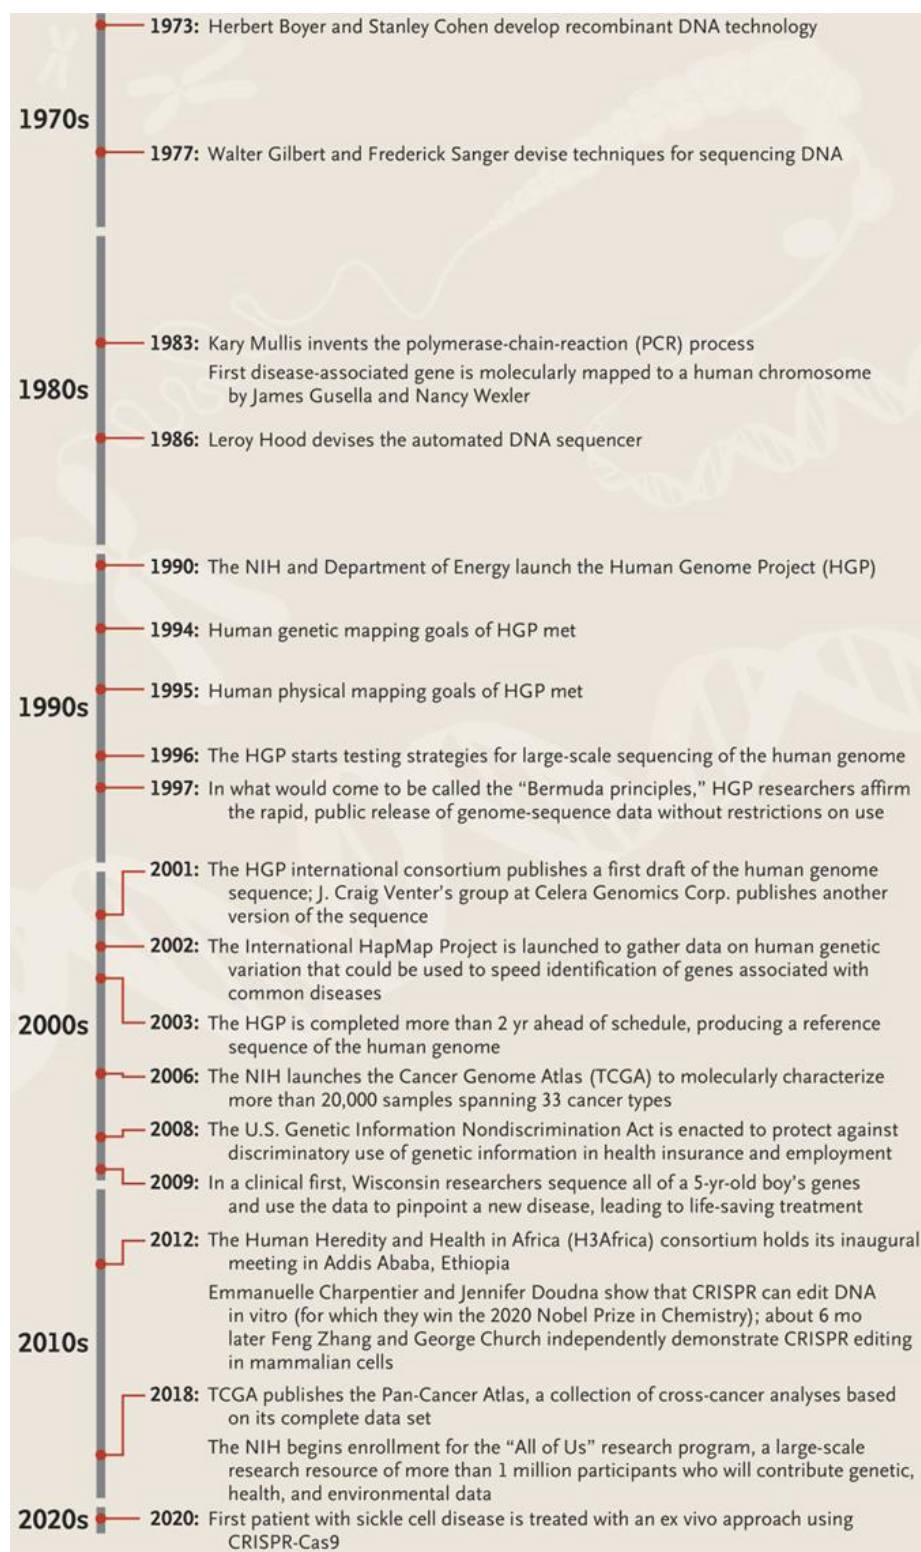 1973: Herbert Boyer and Stanley Cohen develop recombinant DNA technology
1970s
1977: Walter Gilbert and Frederick Sanger devise techniques for sequencing DNA
1983: Kary Mullis invents the polymerase-chain-reaction (PCR) process
First disease-associated gene is molecularly mapped to a human chromosome
by James Gusella and Nancy Wexler
1980s
1986: Leroy Hood devises the automated DNA sequencer
1990: The NIH and Department of Energy launch the Human Genome Project (HGP)
1994: Human genetic mapping goals of HGP met
1995: Human physical mapping goals of HGP met
1990s
1996: The HGP starts testing strategies for large-scale sequencing of the human genome
1997: In what would come to be called the “Bermuda principles,” HGP researchers affirm
the rapid, public release of genome-sequence data without restrictions on use
2001: The HGP international consortium publishes a first draft of the human genome
sequence; J. Craig Venter’s group at Celera Genomics Corp. publishes another
version of the sequence
2002: The International HapMap Project is launched to gather data on human genetic
variation that could be used to speed identification of genes associated with
common diseases
2000s
2003: The HGP is completed more than 2 yr ahead of schedule, producing a reference
sequence of the human genome
2006: The NIH launches the Cancer Genome Atlas (TCGA) to molecularly characterize
more than 20,000 samples spanning 33 cancer types
2008: The U.S. Genetic Information Nondiscrimination Act is enacted to protect against
discriminatory use of genetic information in health insurance and employment
2009: In a clinical first, Wisconsin researchers sequence all of a 5-yr-old boy’s genes
and use the data to pinpoint a new disease, leading to life-saving treatment
2012: The Human Heredity and Health in Africa (H3Africa) consortium holds its inaugural
meeting in Addis Ababa, Ethiopia
Emmanuelle Charpentier and Jennifer Doudna show that CRISPR can edit DNA
in vitro (for which they win the 2020 Nobel Prize in Chemistry); about 6 mo
2010s
later Feng Zhang and George Church independently demonstrate CRISPR editing
in mammalian cells
2018: TCGA publishes the Pan-Cancer Atlas, a collection of cross-cancer analyses based
on its complete data set
The NIH begins enrollment for the “All of Us” research program, a large-scale
research resource of more than 1 million participants who will contribute genetic,
health, and environmental data
2020s
2020: First patient with sickle cell disease is treated with an ex vivo approach using
CRISPR-Cas9